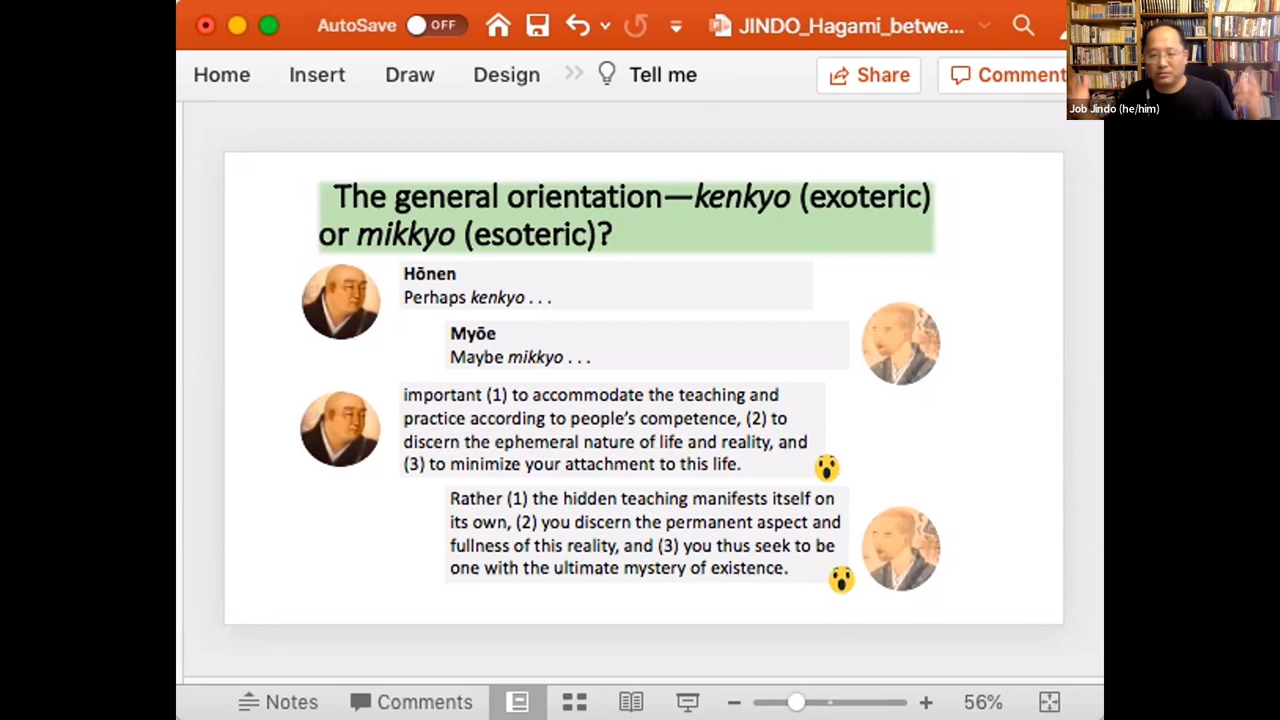 AutoSave OFF JINDO_Hagami_betwe...
Home Insert Draw Design Tell me Share Comment
Job Jindo (he/him)
The general orientation—kenkyo (exoteric)
or mikkyo (esoteric)?
Hōnen
Perhaps kenkyo . . .
Myōe
Maybe mikkyo . . .
important (1) to accommodate the teaching and
practice according to people's competence, (2) to
discern the ephemeral nature of life and reality, and
(3) to minimize your attachment to this life.
Rather (1) the hidden teaching manifests itself on
its own, (2) you discern the permanent aspect and
fullness of this reality, and (3) you thus seek to be
one with the ultimate mystery of existence.
Notes Comments 56%